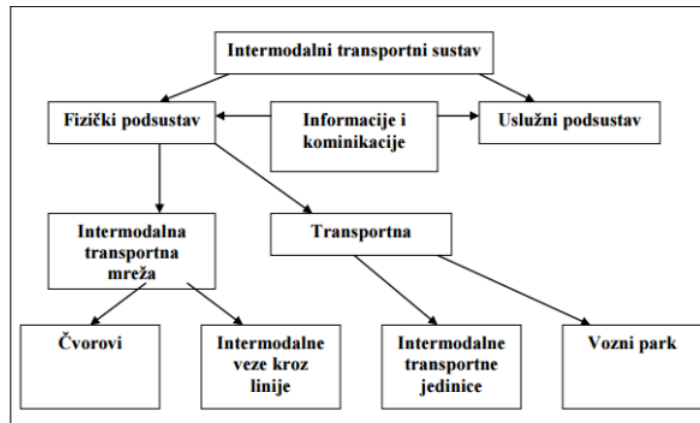 Intermodalni transportni sustav
Fizički podsustav
Informacije i
kominikacije
Uslužni podsustav
Intermodalna
transportna
mreža
Transportna
Čvorovi
Intermodalne
veze kroz
linije
Intermodalne
transportne
jedinice
Vozni park